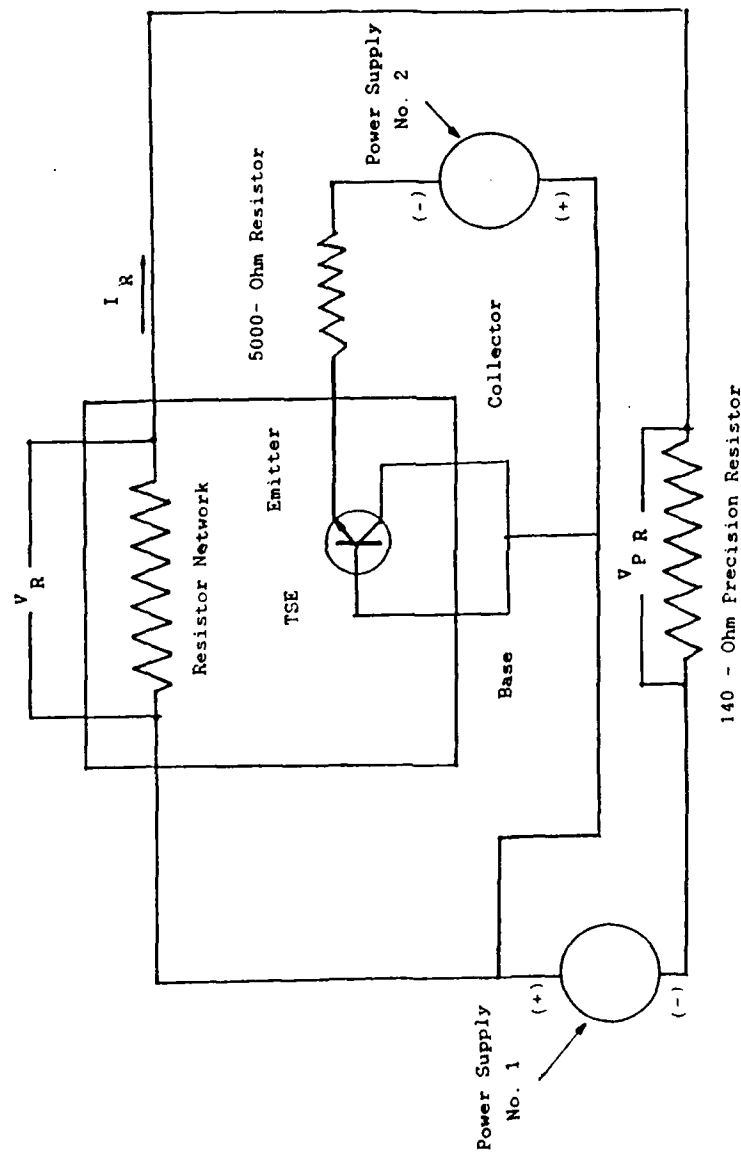 V
R
Resistor Network
I
R
TSE
Emitter
5000- Ohm Resistor
Power Supply
No. 2
(-)
(+)
Base
Collector
Power Supply
No. 1
(+)
(-)
V
P R
140 - Ohm Precision Resistor